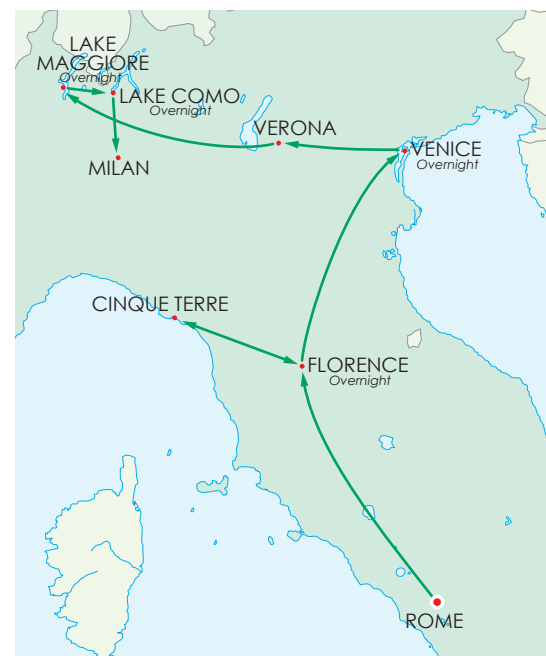 LAKE
MAGGIORE
Overnight
LAKE COMO
Overnight
VERONA
VENICE
Overnight
MILAN
CINQUE TERRE
FLORENCE
Overnight
ROME